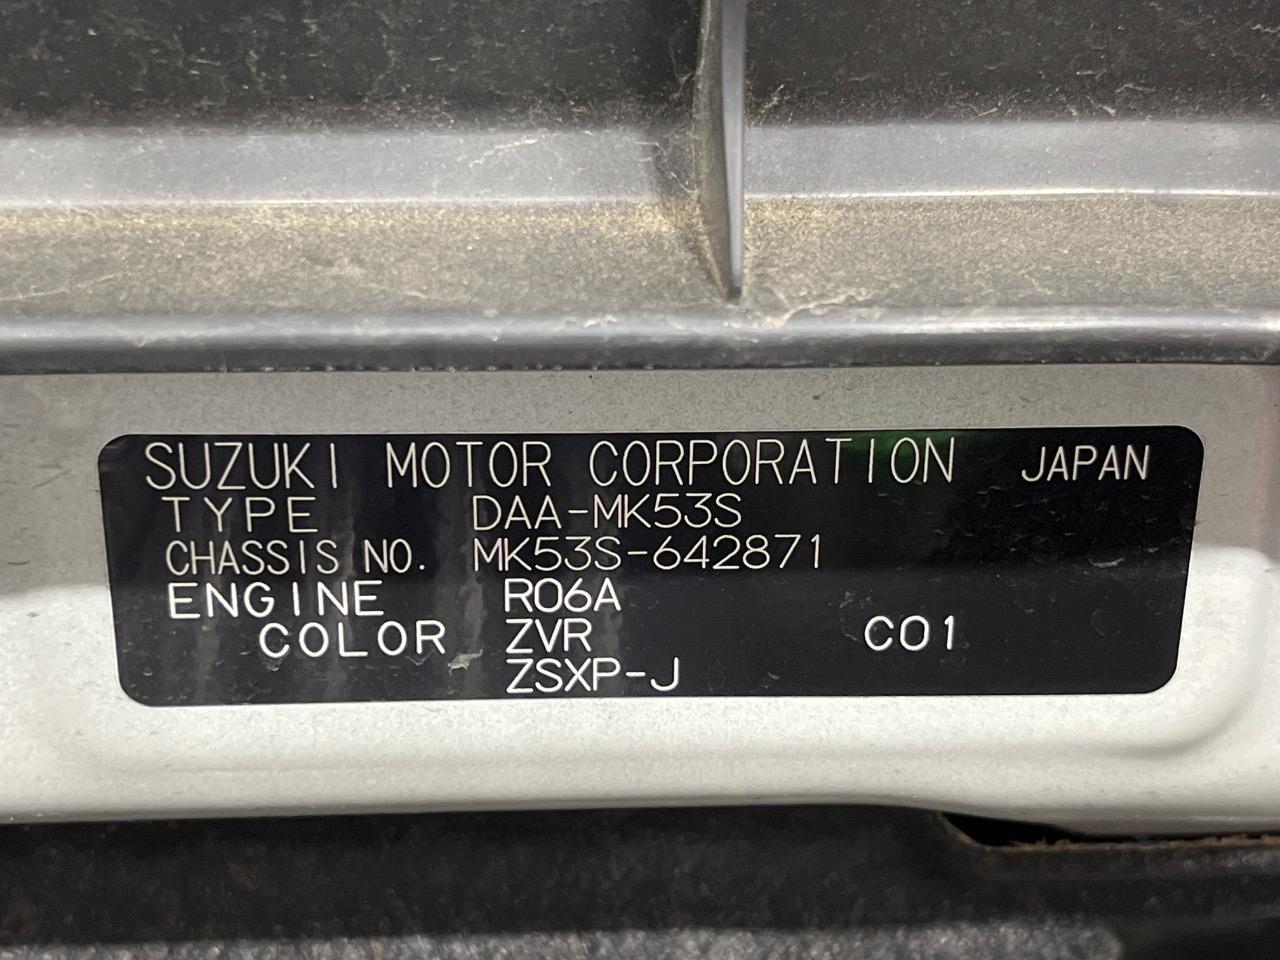 SUZUKI MOTOR CORPORATION JAPAN
TYPE DAA-MK53S
CHASSIS NO. MK53S-642871
ENGINE R06A
COLOR ZVR C01
ZSXP-J